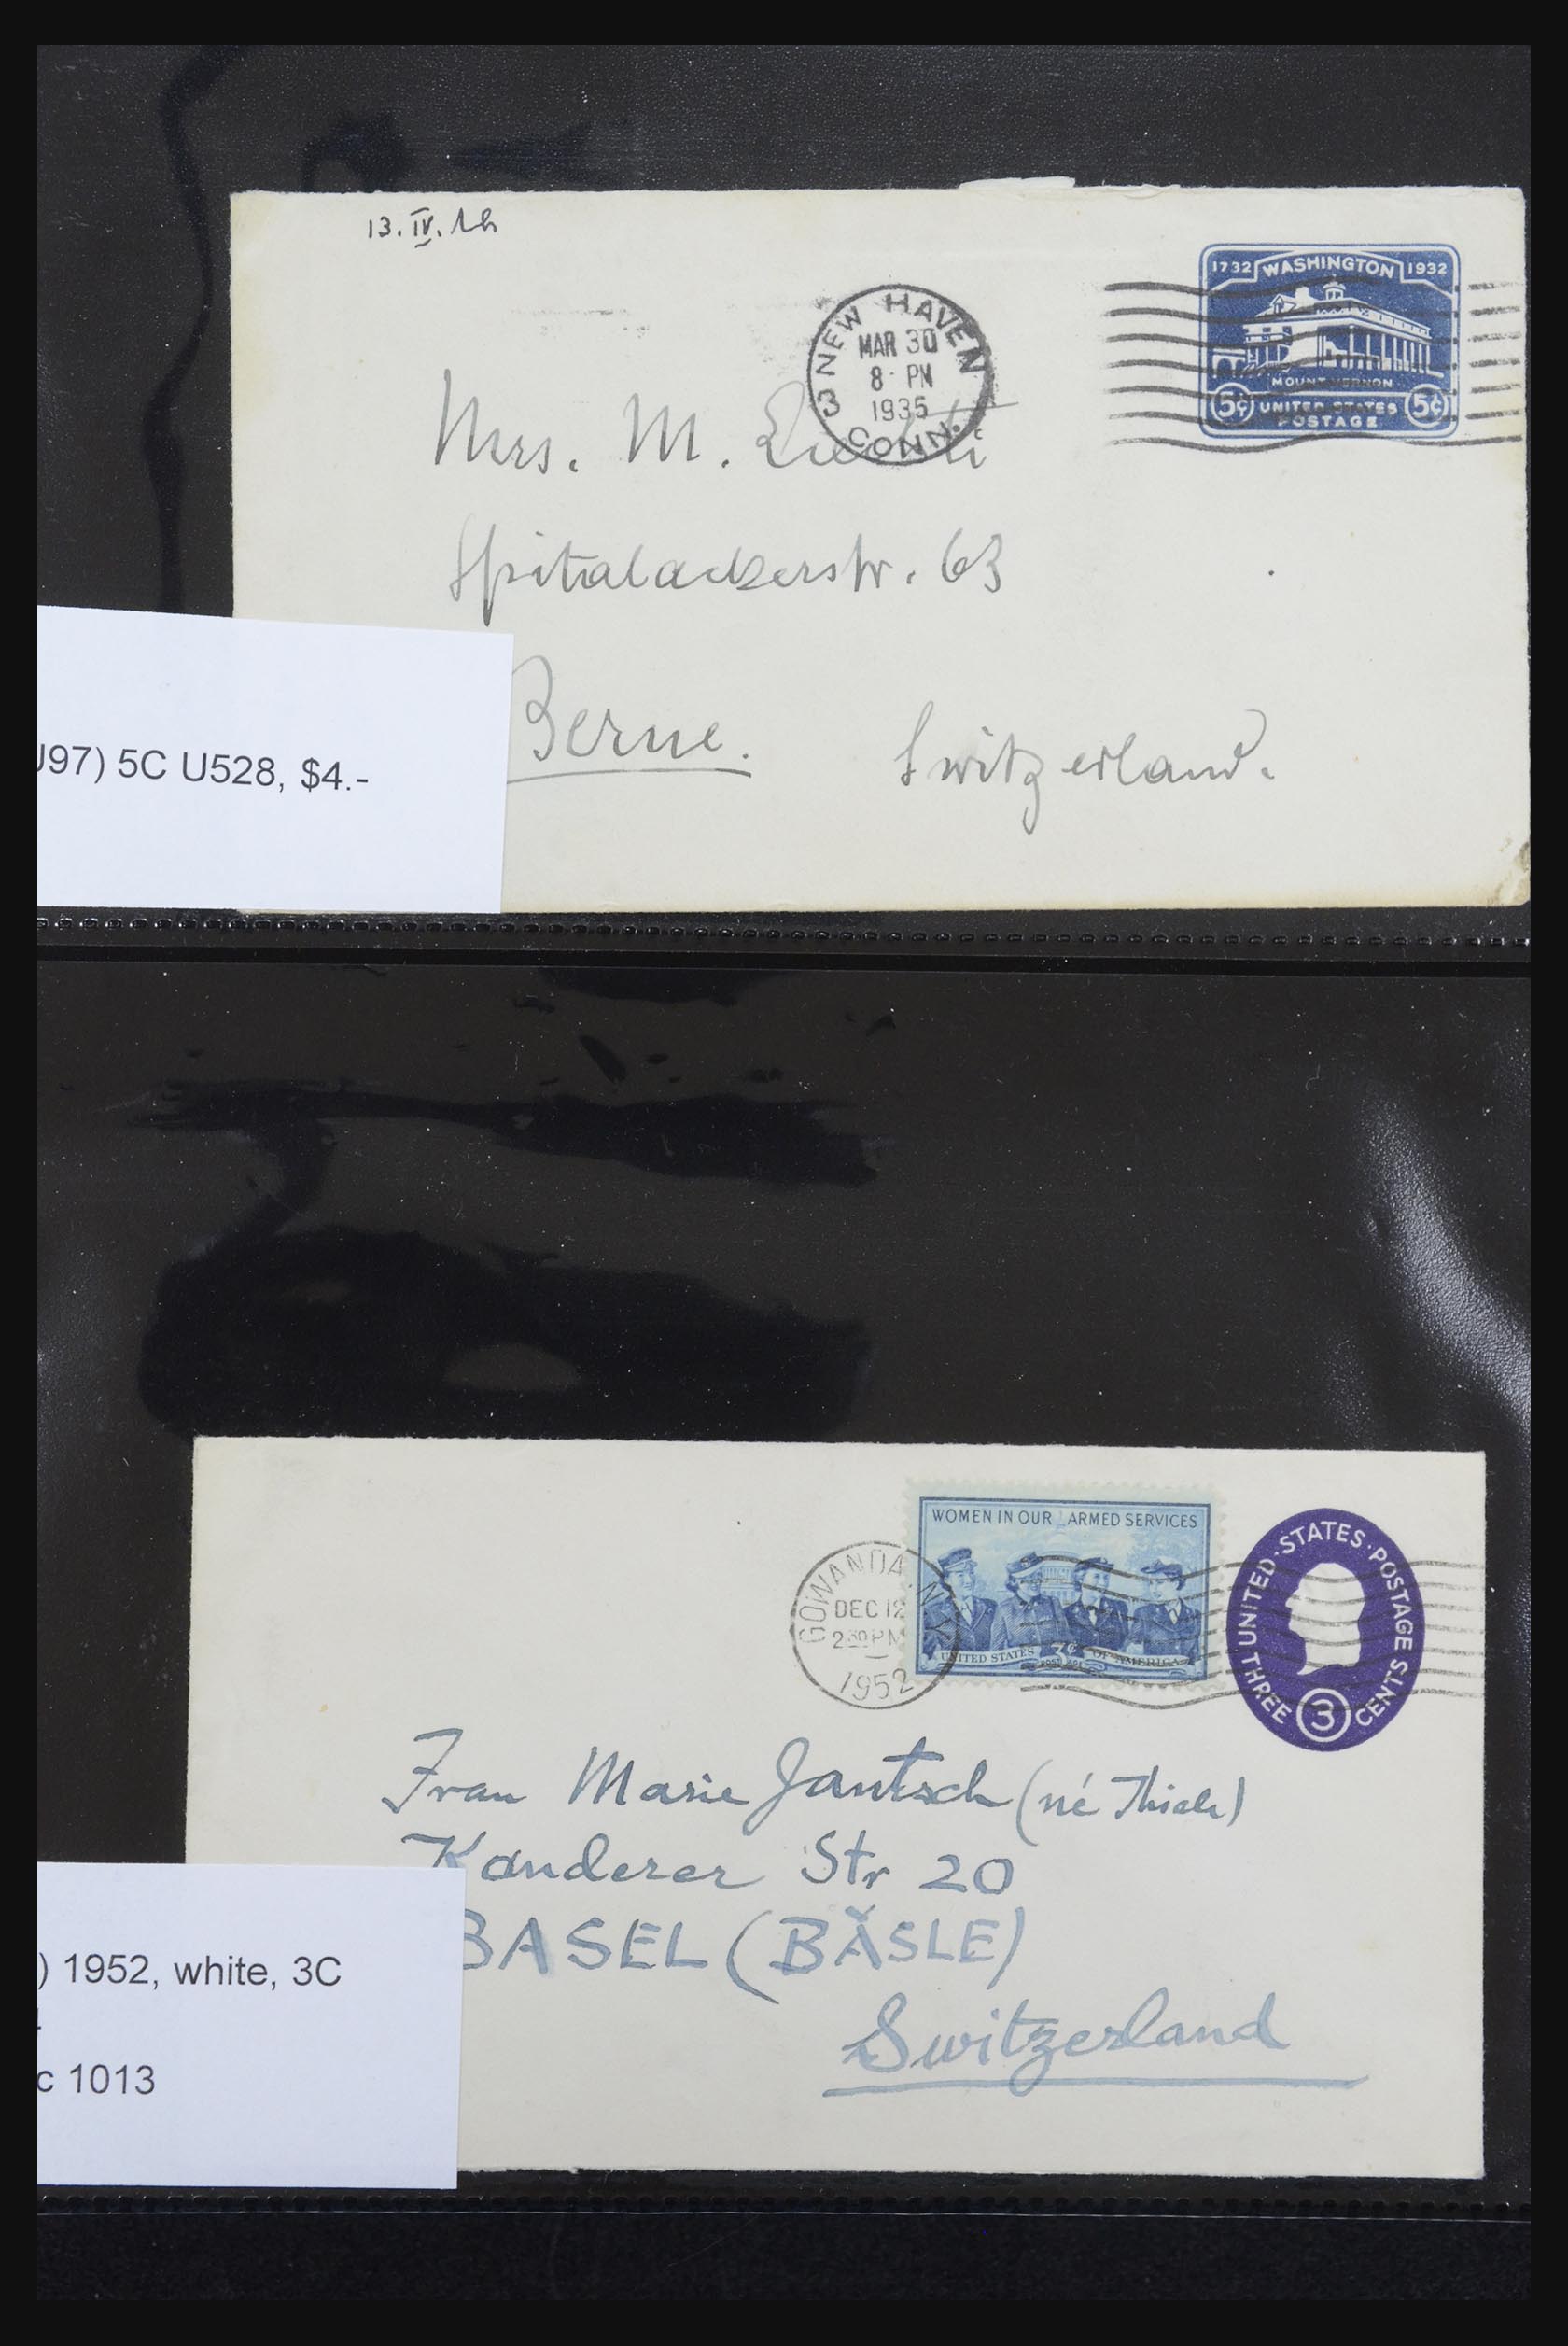 13. IV.
1732 WASHINGTON 1932
MOUNT VERNON
5¢ UNITED STATES 5¢
POSTAGE
NEW HAVEN
MAR 30
8 - PM
1935
3 CONN.
Mrs. M.
Spitalackerstr. 63
Berne.
Switzerland.
U97) 5C U528, $4.-
WOMEN IN OUR ARMED SERVICES
UNITED STATES 3¢ OF AMERICA
UNITED · STATES · POSTAGE
THREE 3 CENTS
GOWANDA, N.Y.
DEC 12
2 30 PM
1952
Frau Marie Jantsch (né Thiele)
Kanderer Str 20
BASEL (BÄSLE)
Switzerland
) 1952, white, 3C
c 1013